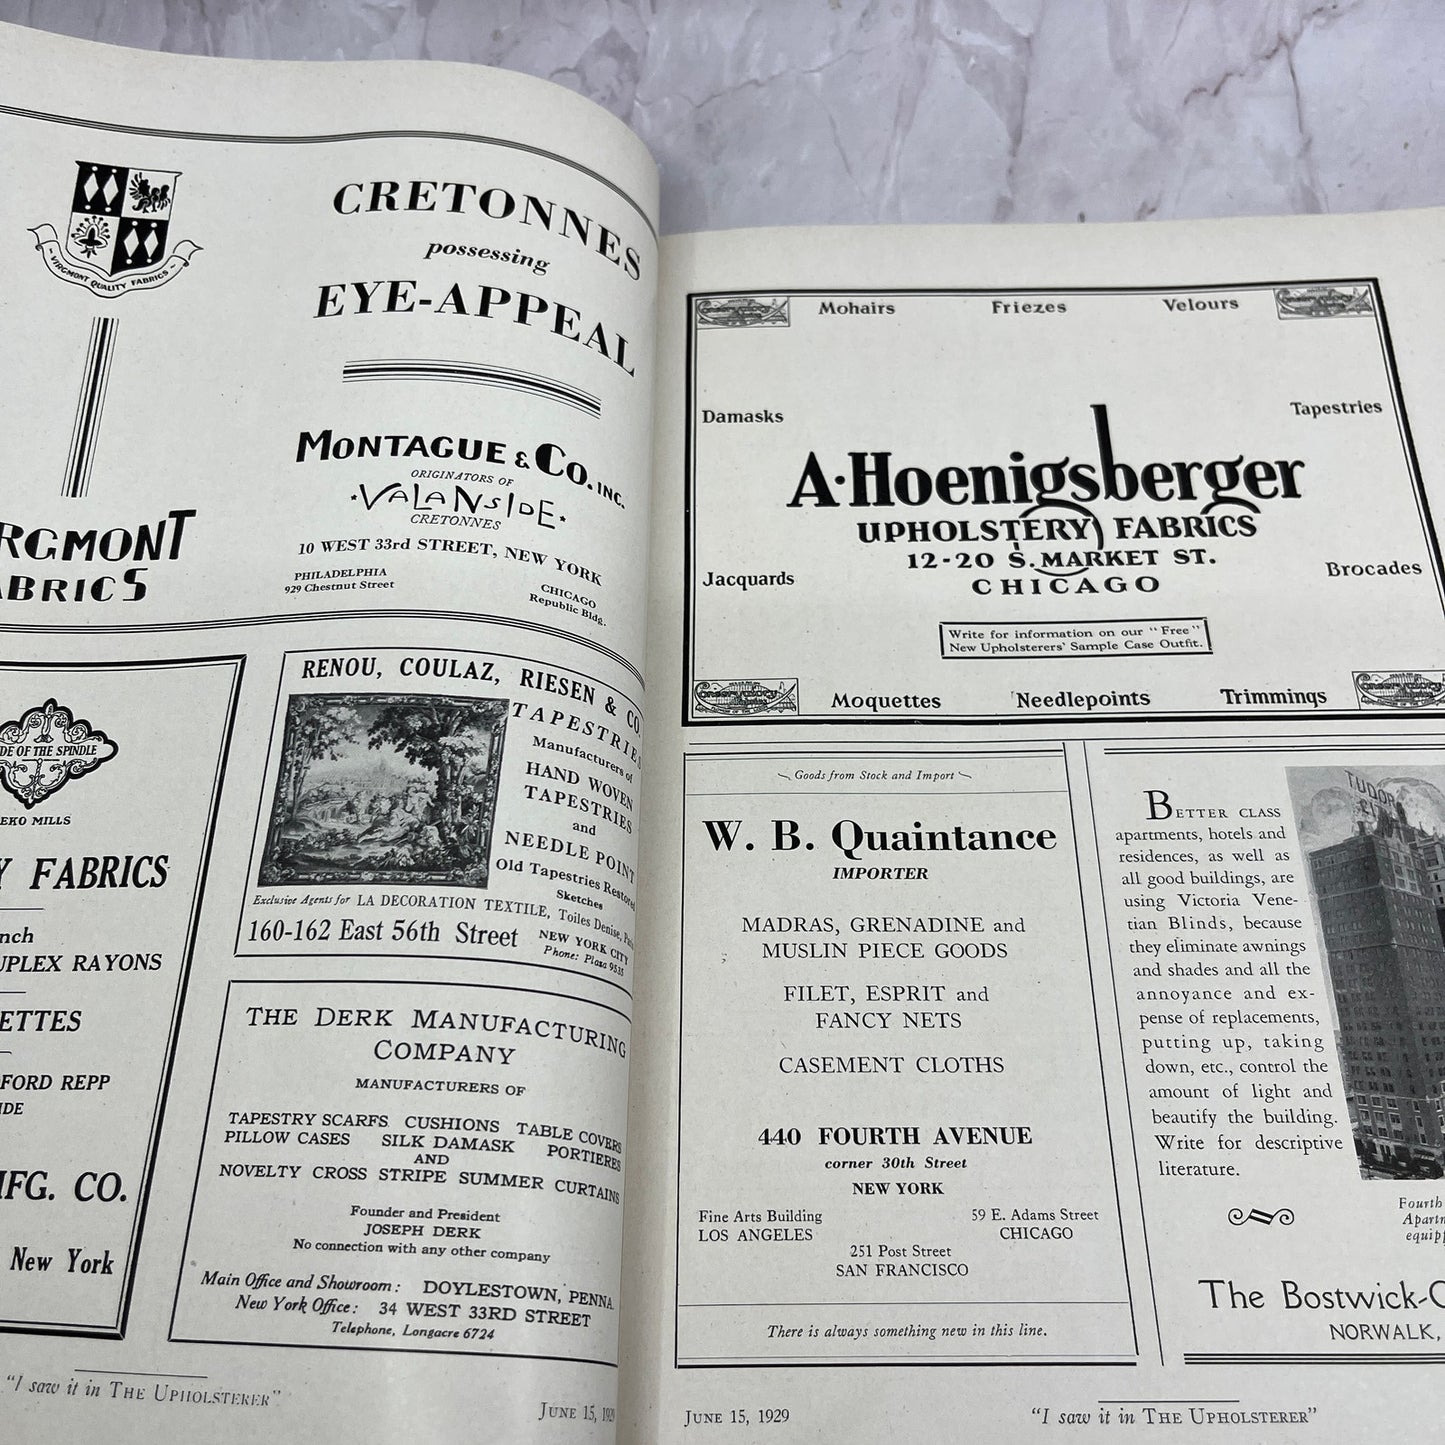 VIRGMONT QUALITY FABRICS
FABRICS
CRETONNES
possessing
EYE-APPEAL
MONTAGUE & CO. INC.
ORIGINATORS OF
VALANSIDE
CRETONNES
10 WEST 33rd STREET, NEW YORK
PHILADELPHIA
929 Chestnut Street
CHICAGO
Republic Bldg.
OF THE SPINDLE
MILLS
FABRICS
RAYONS
REPP
MFG. CO.
New York
RENOU, COULAZ, RIESEN & CO.
TAPESTRIES
Manufacturers of
HAND WOVEN
TAPESTRIES
and
NEEDLE POINT
Old Tapestries Restored
Sketches
Exclusive Agents for LA DECORATION TEXTILE, Toiles Denise, Paris
160-162 East 56th Street
NEW YORK CITY
Phone: Plaza 9535
THE DERK MANUFACTURING
COMPANY
MANUFACTURERS OF
TAPESTRY SCARFS CUSHIONS TABLE COVERS
PILLOW CASES SILK DAMASK PORTIERES
AND
NOVELTY CROSS STRIPE SUMMER CURTAINS
Founder and President
JOSEPH DERK
No connection with any other company
Main Office and Showroom: DOYLESTOWN, PENNA.
New York Office: 34 WEST 33RD STREET
Telephone, Longacre 6724
"I saw it in THE UPHOLSTERER"
JUNE 15, 1929
Mohairs Friezes Velours
Damasks Tapestries
A·Hoenigsberger
UPHOLSTERY FABRICS
12-20 S. MARKET ST.
CHICAGO
Jacquards Brocades
Write for information on our "Free"
New Upholsterers' Sample Case Outfit.
Moquettes Needlepoints Trimmings
Goods from Stock and Import
W. B. Quaintance
IMPORTER
MADRAS, GRENADINE and
MUSLIN PIECE GOODS
FILET, ESPRIT and
FANCY NETS
CASEMENT CLOTHS
440 FOURTH AVENUE
corner 30th Street
NEW YORK
Fine Arts Building
LOS ANGELES
59 E. Adams Street
CHICAGO
251 Post Street
SAN FRANCISCO
There is always something new in this line.
BETTER CLASS
apartments, hotels and
residences, as well as
all good buildings, are
using Victoria Vene-
tian Blinds, because
they eliminate awnings
and shades and all the
annoyance and ex-
pense of replacements,
putting up, taking
down, etc., control the
amount of light and
beautify the building.
Write for descriptive
literature.
TUDOR
Fourth
The Bostwick-
NORWALK,
JUNE 15, 1929
"I saw it in THE UPHOLSTERER"